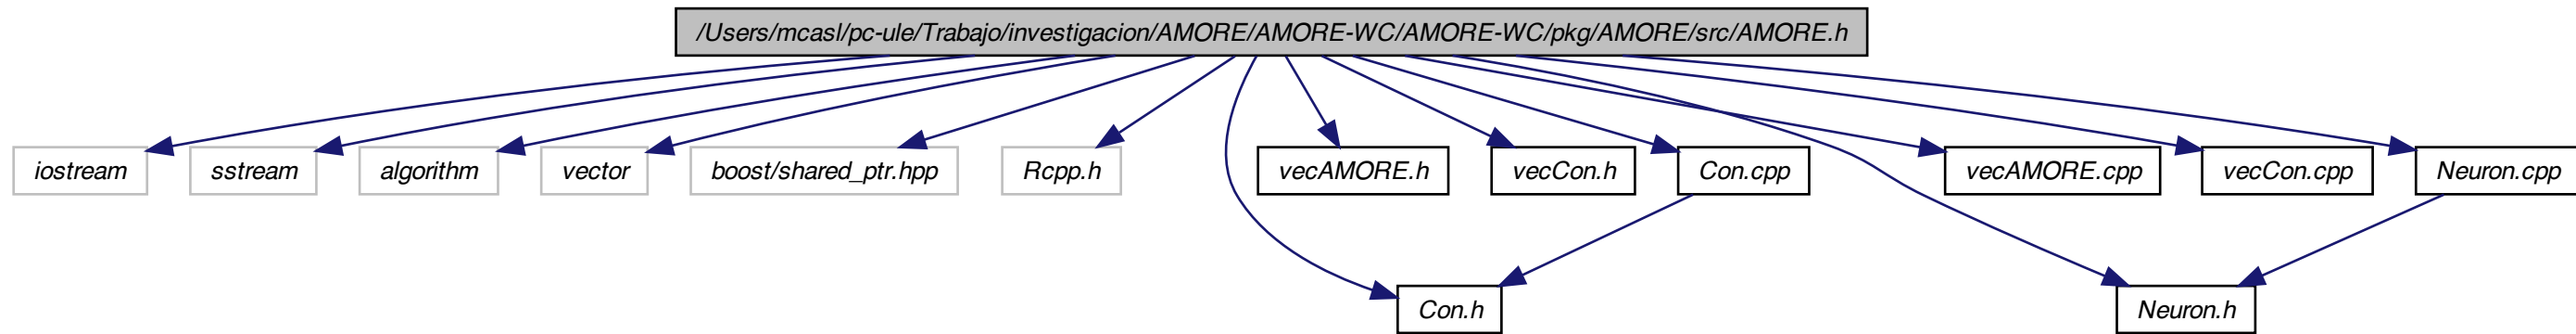 /Users/mcasl/pc-ule/Trabajo/investigacion/AMORE/AMORE-WC/AMORE-WC/pkg/AMORE/src/AMORE.h
iostream
sstream
algorithm
vector
boost/shared_ptr.hpp
Rcpp.h
vecAMORE.h
vecCon.h
Con.cpp
vecAMORE.cpp
vecCon.cpp
Neuron.cpp
Con.h
Neuron.h